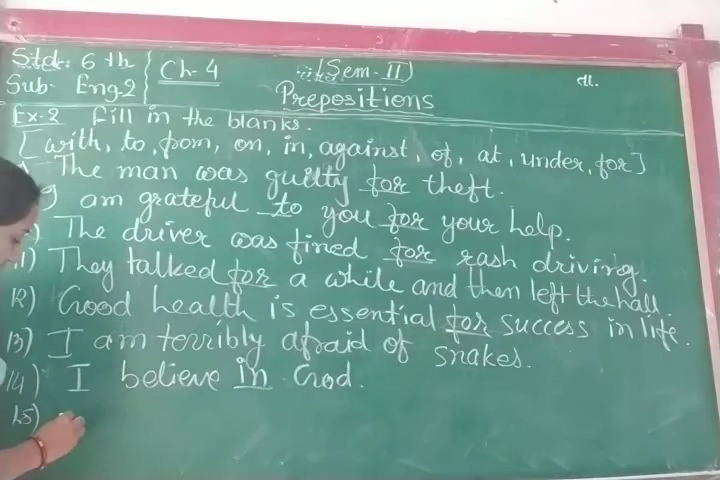 Std: 6 th
Sub. Eng-2
Ch-4
(Sem-II)
Prepositions
તા.
Ex-2 Fill in the blanks.
[with, to, from, on, in, against, of, at, under, for]
The man was guilty for theft.
I am grateful to you for your help.
) The driver was fined for rash driving.
11) They talked for a while and then left the hall.
12) Good health is essential for success in life.
13) I am terribly afraid of snakes.
14) I believe in God.
15)